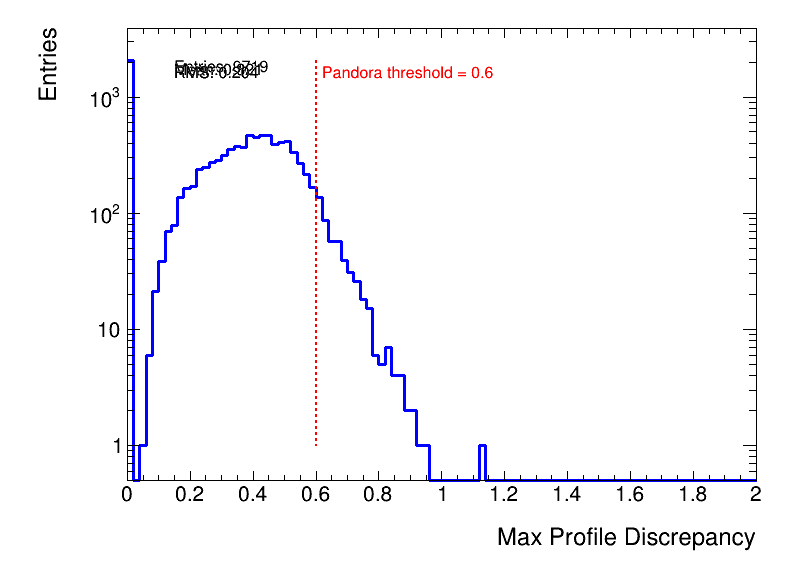 Entries
Pandora threshold = 0.6
10³
10²
10
1
0 0.2 0.4 0.6 0.8 1 1.2 1.4 1.6 1.8 2
Max Profile Discrepancy